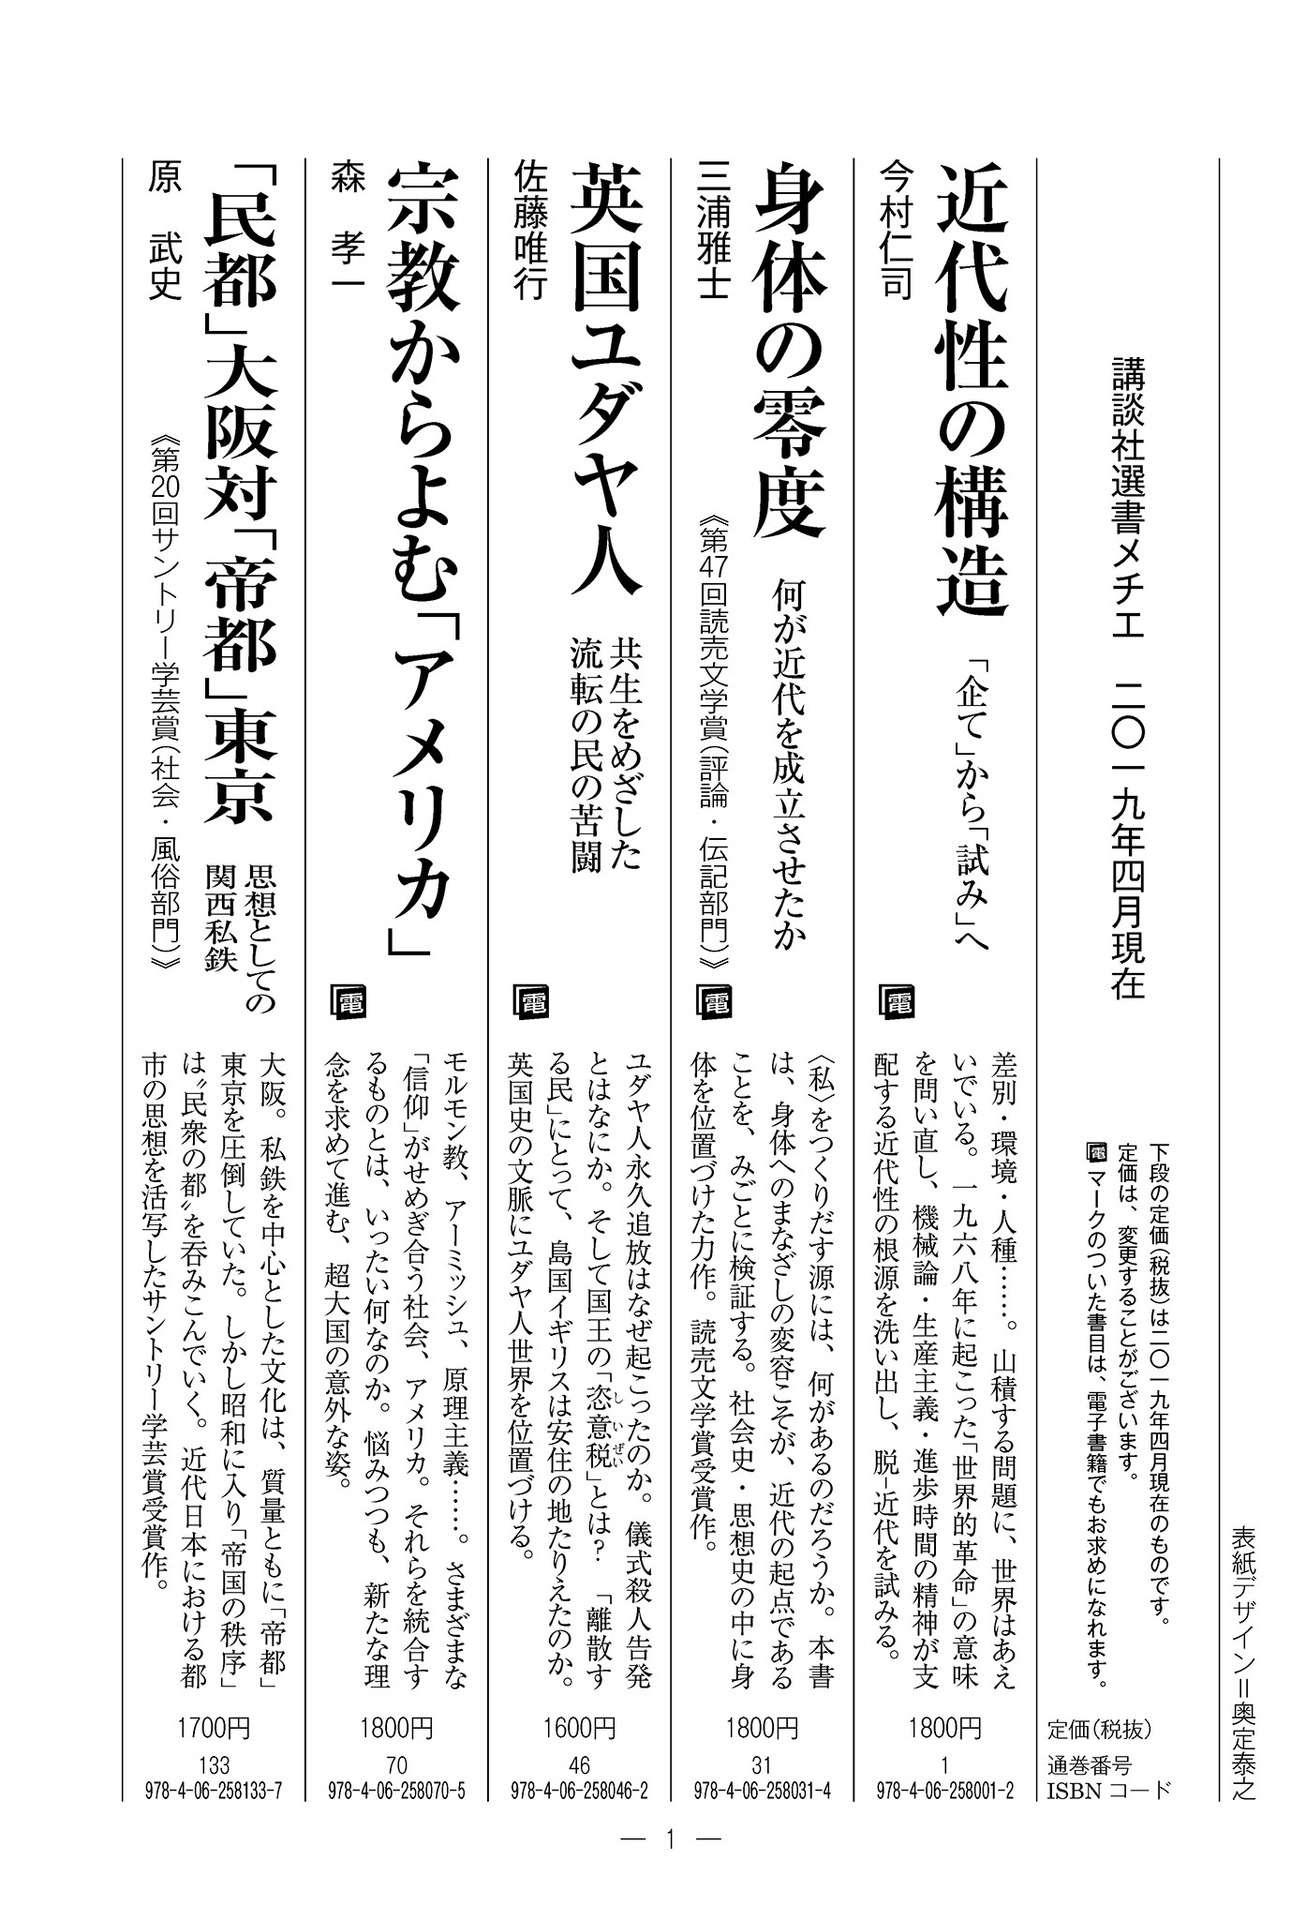 表紙デザイン＝奥定泰之
講談社選書メチエ　二〇一九年四月現在
下段の定価（税抜）は二〇一九年四月現在のものです。
定価は、変更することがございます。
電マークのついた書目は、電子書籍でもお求めになれます。
定価（税抜）
通巻番号
ISBN コード
近代性の構造　「企て」から「試み」へ
今村仁司
電
差別・環境・人種……。山積する問題に、世界はあえ
いでいる。一九六八年に起こった「世界的革命」の意味
を問い直し、機械論・生産主義・進歩時間の精神が支
配する近代性の根源を洗い出し、脱−近代を試みる。
1800円
1
978-4-06-258001-2
身体の零度　何が近代を成立させたか
三浦雅士
《第47回読売文学賞（評論・伝記部門）》
電
〈私〉をつくりだす源には、何があるのだろうか。本書
は、身体へのまなざしの変容こそが、近代の起点である
ことを、みごとに検証する。社会史・思想史の中に身
体を位置づけた力作。読売文学賞受賞作。
1800円
31
978-4-06-258031-4
英国ユダヤ人
共生をめざした
流転の民の苦闘
佐藤唯行
電
ユダヤ人永久追放はなぜ起こったのか。儀式殺人告発
とはなにか。そして国王の「恣意税」とは？　「離散す
しいぜい
る民」にとって、島国イギリスは安住の地たりえたのか。
英国史の文脈にユダヤ人世界を位置づける。
1600円
46
978-4-06-258046-2
宗教からよむ「アメリカ」
森　孝一
電
モルモン教、アーミッシュ、原理主義……。さまざまな
「信仰」がせめぎ合う社会、アメリカ。それらを統合す
るものとは、いったい何なのか。悩みつつも、新たな理
念を求めて進む、超大国の意外な姿。
1800円
70
978-4-06-258070-5
「民都」大阪対「帝都」東京
思想としての
関西私鉄
原　武史
《第20回サントリー学芸賞（社会・風俗部門）》
大阪。私鉄を中心とした文化は、質量ともに「帝都」
東京を圧倒していた。しかし昭和に入り「帝国の秩序」
は〝民衆の都〟を呑みこんでいく。近代日本における都
市の思想を活写したサントリー学芸賞受賞作。
1700円
133
978-4-06-258133-7
— 1 —